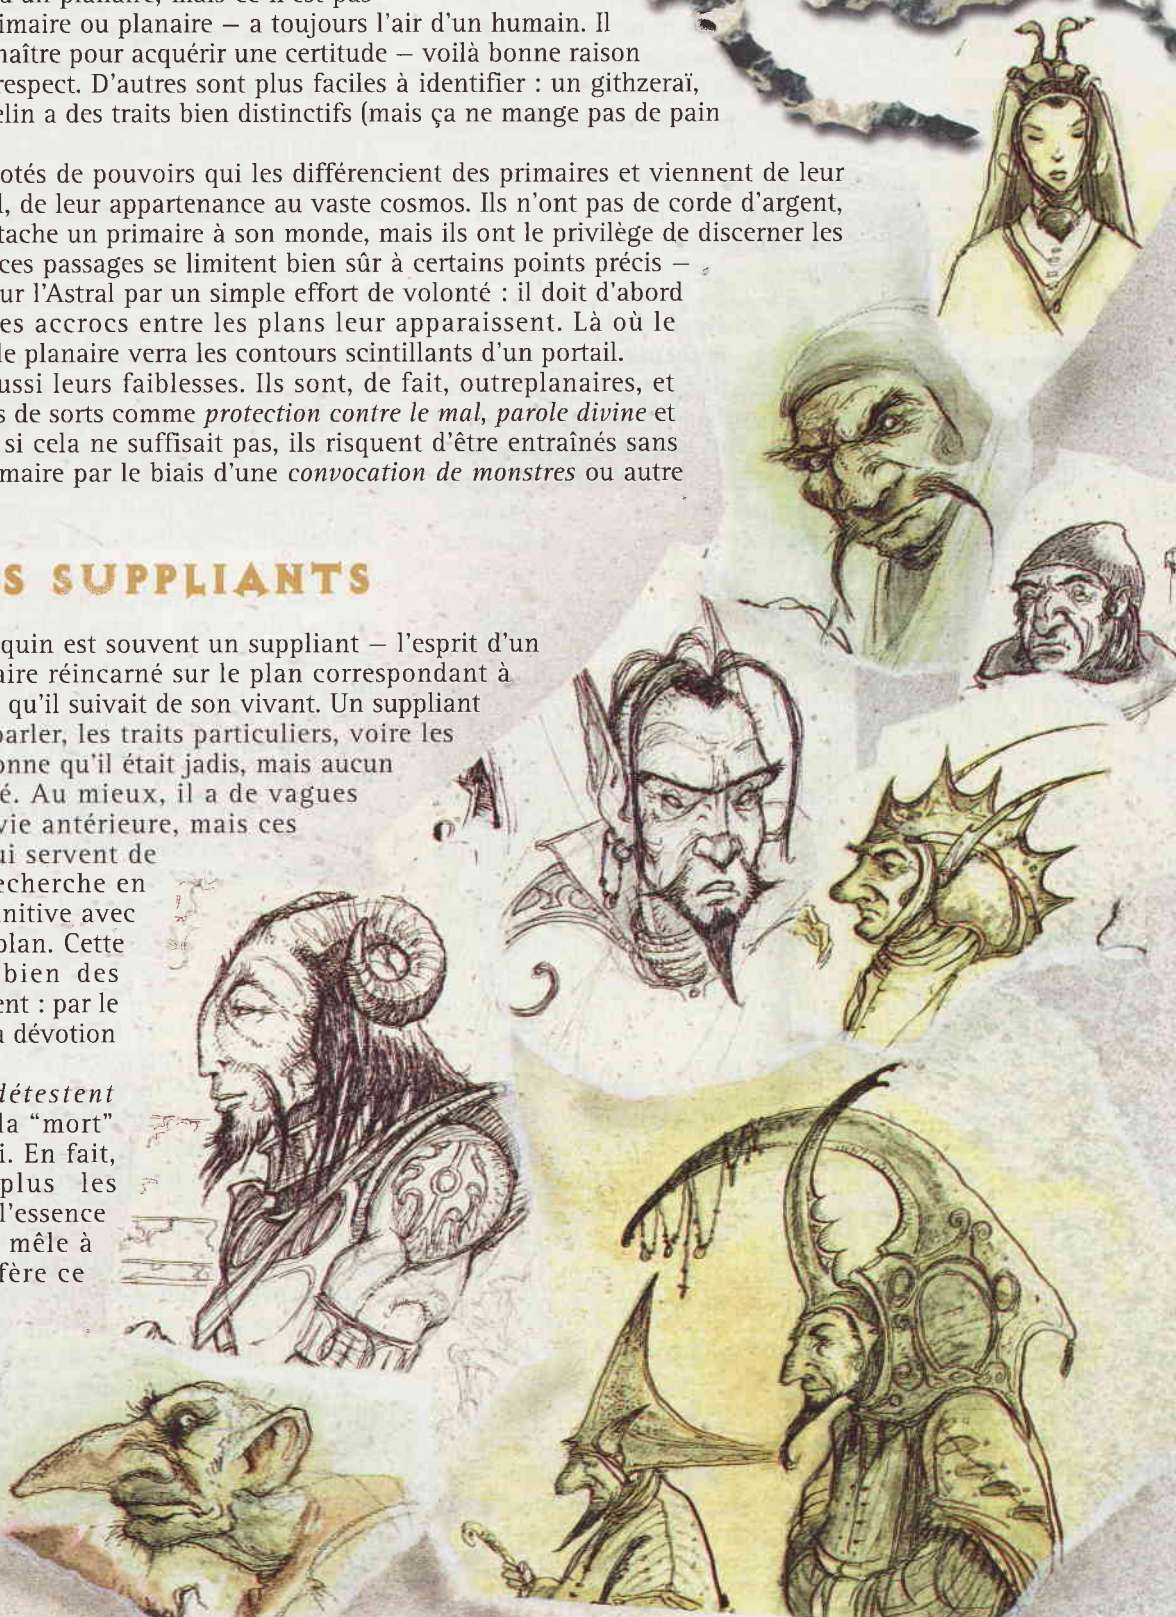 imaire ou planaire – a toujours l'air d'un humain. Il
naître pour acquérir une certitude – voilà bonne raison
respect. D'autres sont plus faciles à identifier : un githzeraï,
elin a des traits bien distinctifs (mais ça ne mange pas de pain
otés de pouvoirs qui les différencient des primaires et viennent de leur
l, de leur appartenance au vaste cosmos. Ils n'ont pas de corde d'argent,
tache un primaire à son monde, mais ils ont le privilège de discerner les
ces passages se limitent bien sûr à certains points précis –
ur l'Astral par un simple effort de volonté : il doit d'abord
es accrocs entre les plans leur apparaissent. Là où le
le planaire verra les contours scintillants d'un portail.
ussi leurs faiblesses. Ils sont, de fait, outreplanaires, et
s de sorts comme protection contre le mal, parole divine et
si cela ne suffisait pas, ils risquent d'être entraînés sans
maire par le biais d'une convocation de monstres ou autre
S SUPPLIANTS
quin est souvent un suppliant – l'esprit d'un
aire réincarné sur le plan correspondant à
qu'il suivait de son vivant. Un suppliant
parler, les traits particuliers, voire les
onne qu'il était jadis, mais aucun
é. Au mieux, il a de vagues
vie antérieure, mais ces
ui servent de
echerche en
initive avec
plan. Cette
bien des
ent : par le
a dévotion
détestent
la “mort”
i. En fait,
plus les
l'essence
mêle à
fère ce